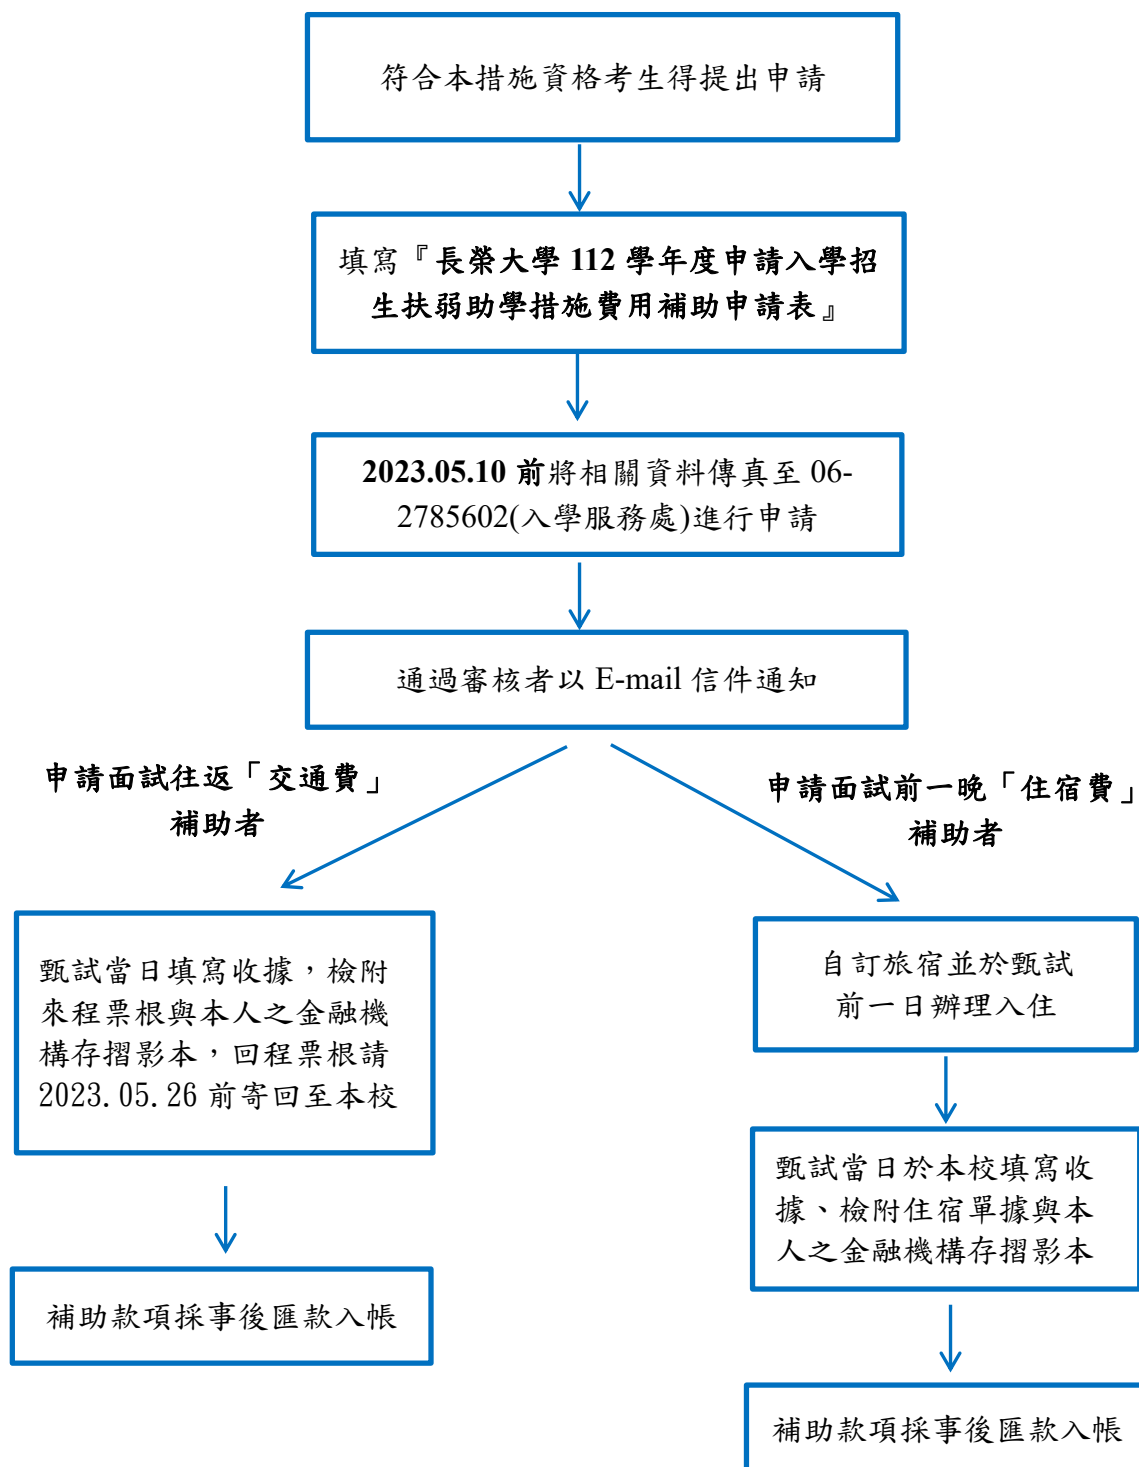 符合本措施資格考生得提出申請
填寫『長榮大學 112 學年度申請入學招
生扶弱助學措施費用補助申請表』
2023.05.10 前將相關資料傳真至 06-
2785602(入學服務處)進行申請
通過審核者以 E-mail 信件通知
申請面試往返「交通費」
補助者
申請面試前一晚「住宿費」
補助者
甄試當日填寫收據，檢附
來程票根與本人之金融機
構存摺影本，回程票根請
2023.05.26 前寄回至本校
自訂旅宿並於甄試
前一日辦理入住
甄試當日於本校填寫收
據、檢附住宿單據與本
人之金融機構存摺影本
補助款項採事後匯款入帳
補助款項採事後匯款入帳